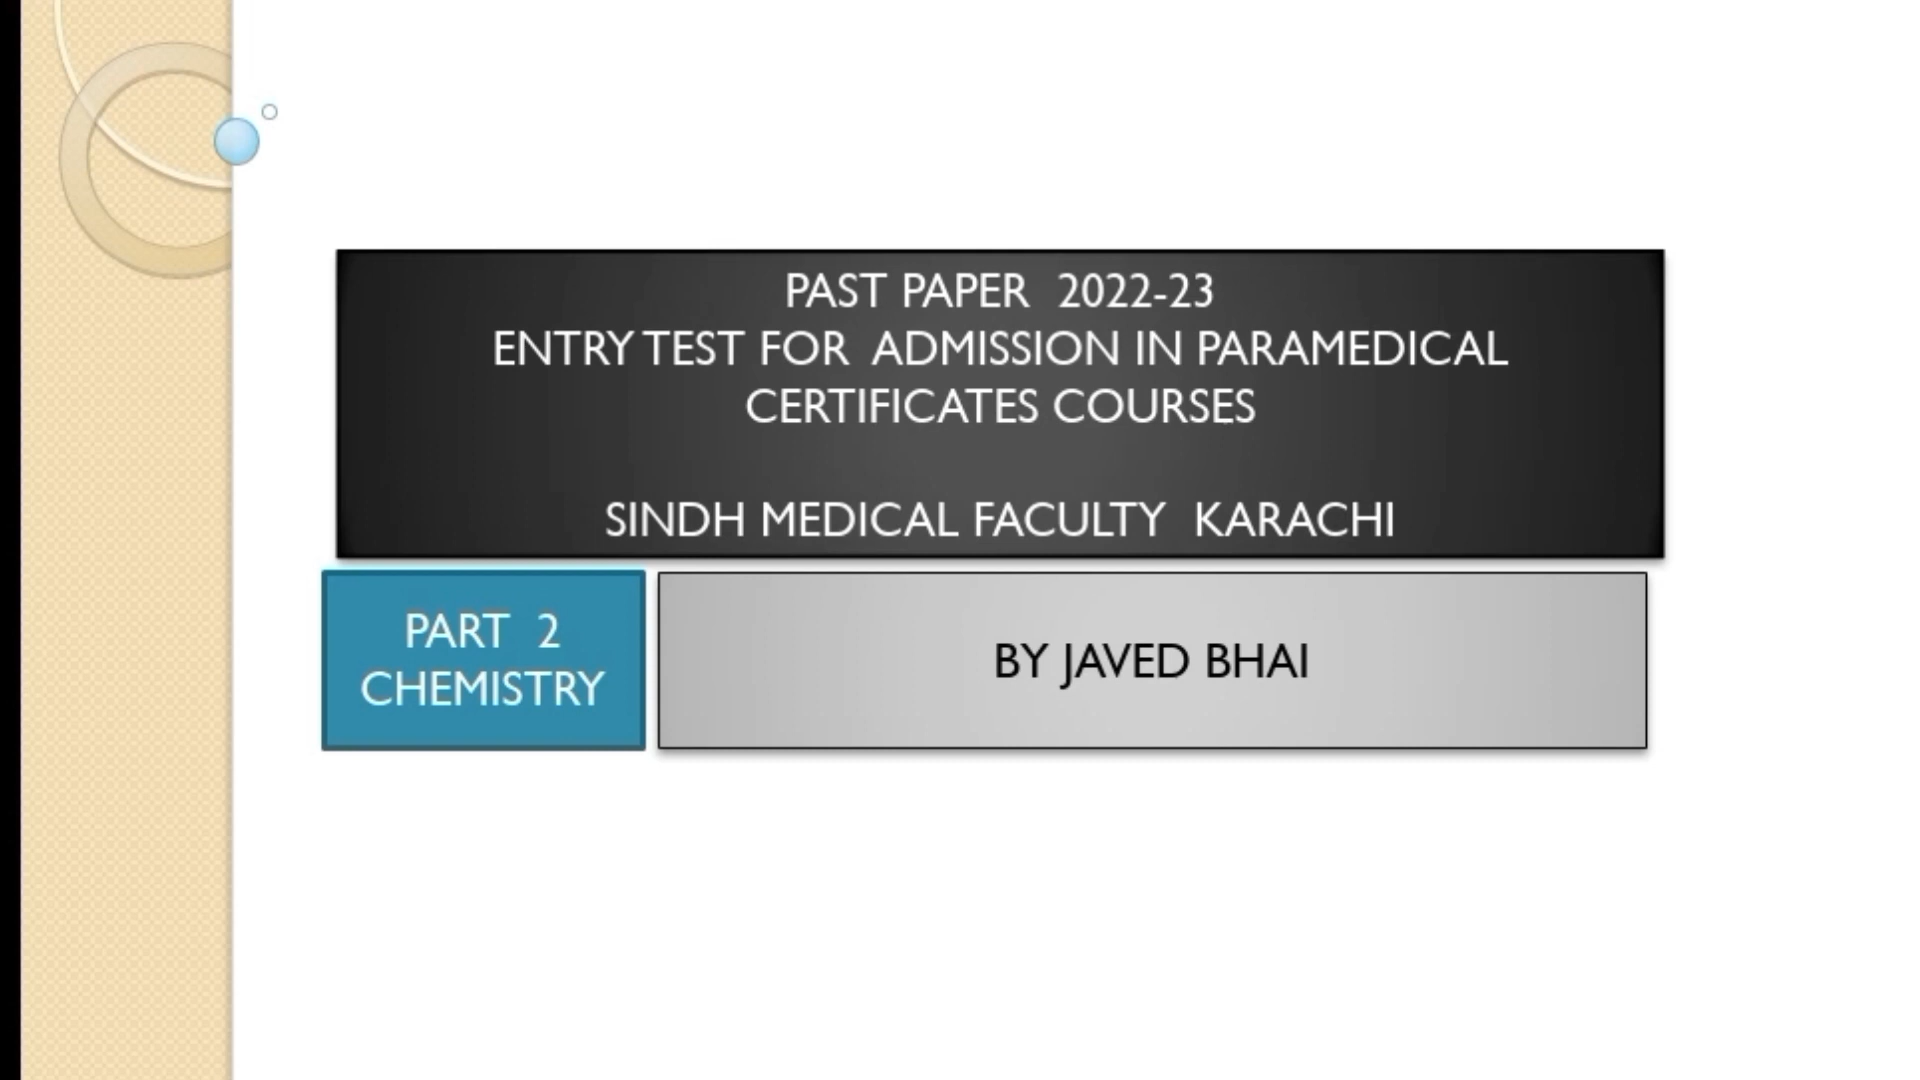 PAST PAPER 2022-23
ENTRY TEST FOR ADMISSION IN PARAMEDICAL
CERTIFICATES COURSES
SINDH MEDICAL FACULTY KARACHI
PART 2
CHEMISTRY
BY JAVED BHAI